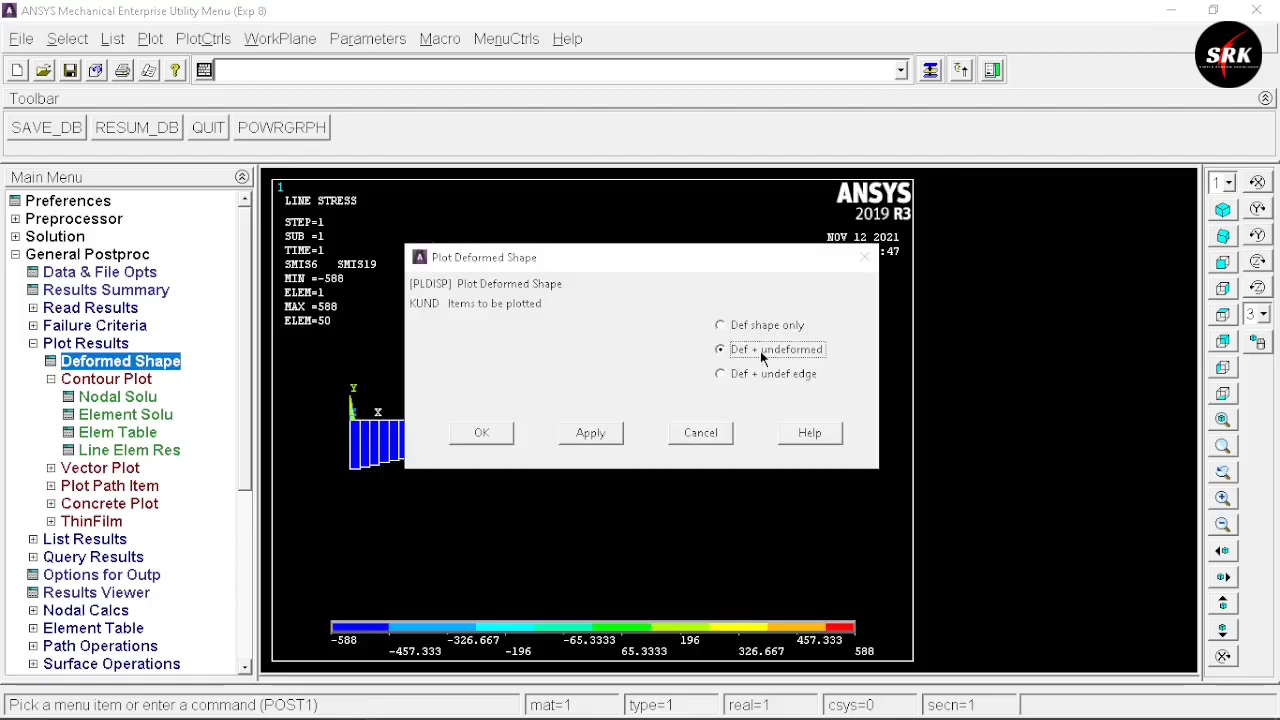 ANSYS Mechanical Enterprise Utility Menu (Exp 8)
File Select List Plot PlotCtrls WorkPlane Parameters Macro MenuCtrls Help
SRK
Toolbar
SAVE_DB RESUM_DB QUIT POWRGRPH
Main Menu
Preferences
Preprocessor
Solution
General Postproc
Data & File Opts
Results Summary
Read Results
Failure Criteria
Plot Results
Deformed Shape
Contour Plot
Nodal Solu
Element Solu
Elem Table
Line Elem Res
Vector Plot
Plot Path Item
Concrete Plot
ThinFilm
List Results
Query Results
Options for Outp
Results Viewer
Nodal Calcs
Element Table
Path Operations
Surface Operations
1
LINE STRESS
STEP=1
SUB =1
TIME=1
SMIS6 SMIS19
MIN =-588
ELEM=1
MAX =588
ELEM=50
ANSYS
2019 R3
NOV 12 2021
:47
Y
X
Plot Deformed Shape
[PLDISP] Plot Deformed Shape
KUND Items to be plotted
Def shape only
Def + undeformed
Def + undef edge
OK Apply Cancel Help
-588 -326.667 -65.3333 196 457.333
-457.333 -196 65.3333 326.667 588
1
3
Pick a menu item or enter a command (POST1) mat=1 type=1 real=1 csys=0 secn=1